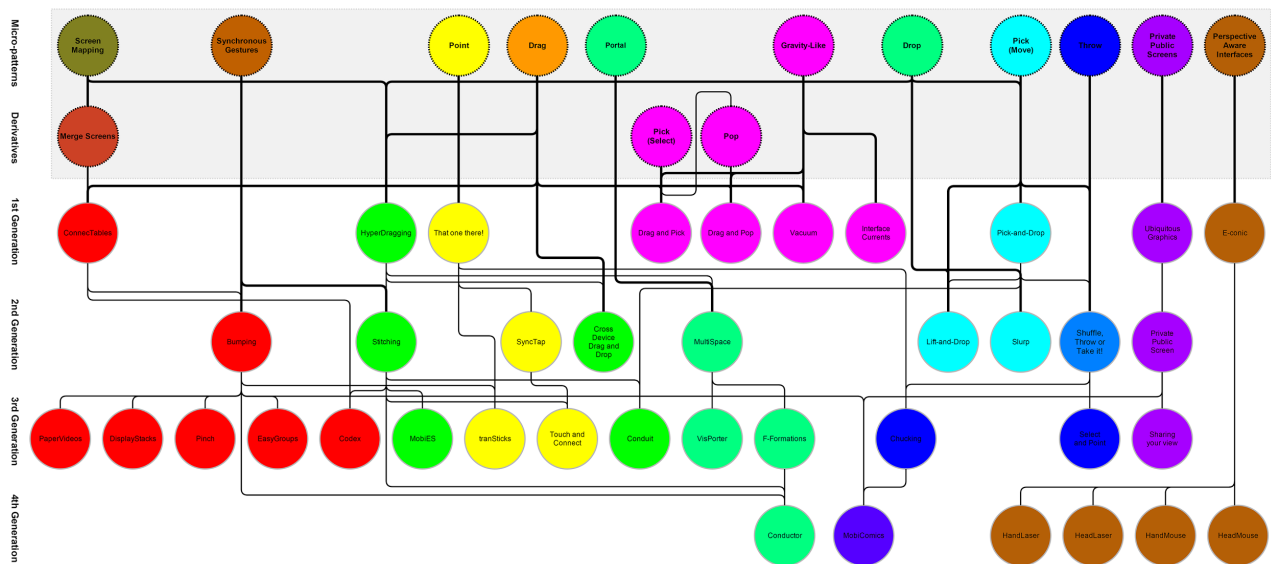 Micro-patterns
Screen
Mapping
Synchronous
Gestures
Point
Drag
Portal
Gravity-Like
Drop
Pick
(Move)
Throw
Private
Public
Screens
Perspective
Aware
Interfaces
Derivatives
Merge Screens
Pick
(Select)
Pop
1st Generation
ConnecTables
HyperDragging
That one there!
Drag and Pick
Drag and Pop
Vacuum
Interface
Currents
Pick-and-Drop
Ubiquitous
Graphics
E-conic
2nd Generation
Bumping
Stitching
SyncTap
Cross
Device
Drag and
Drop
MultiSpace
Lift-and-Drop
Slurp
Shuffle,
Throw or
Take it!
Private
Public
Screen
3rd Generation
PaperVideos
DisplayStacks
Pinch
EasyGroups
Codex
MobiES
tranSticks
Touch and
Connect
Conduit
VisPorter
F-Formations
Chucking
and Point
Sharing
your view
4th Generation
Conductor
MobiComics
HandLaser
HeadLaser
HandMouse
HeadMouse